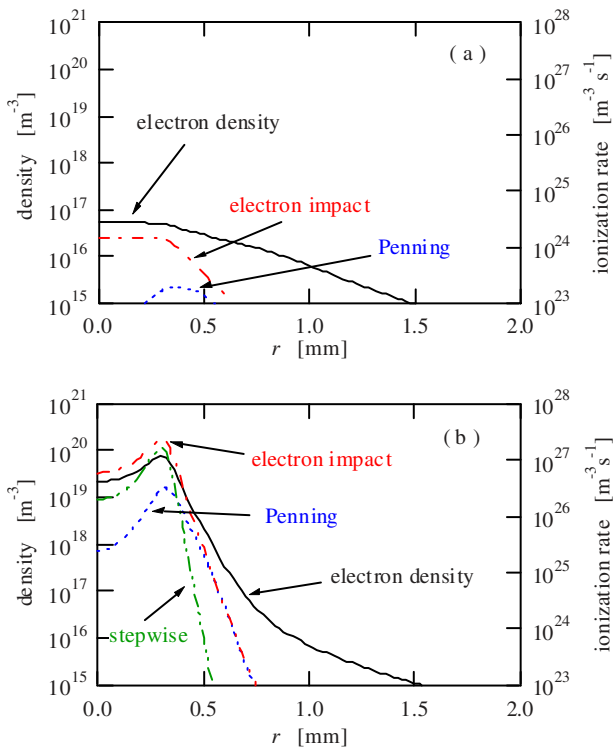 10^21
10^20
10^19
10^18
10^17
10^16
10^15
density [m^-3]
( a )
electron density
electron impact
Penning
10^28
10^27
10^26
10^25
10^24
10^23
ionization rate [m^-3 s^-1]
0.0 0.5 1.0 1.5 2.0
r [mm]
10^21
10^20
10^19
10^18
10^17
10^16
10^15
density [m^-3]
( b )
electron impact
Penning
electron density
stepwise
10^28
10^27
10^26
10^25
10^24
10^23
ionization rate [m^-3 s^-1]
0.0 0.5 1.0 1.5 2.0
r [mm]